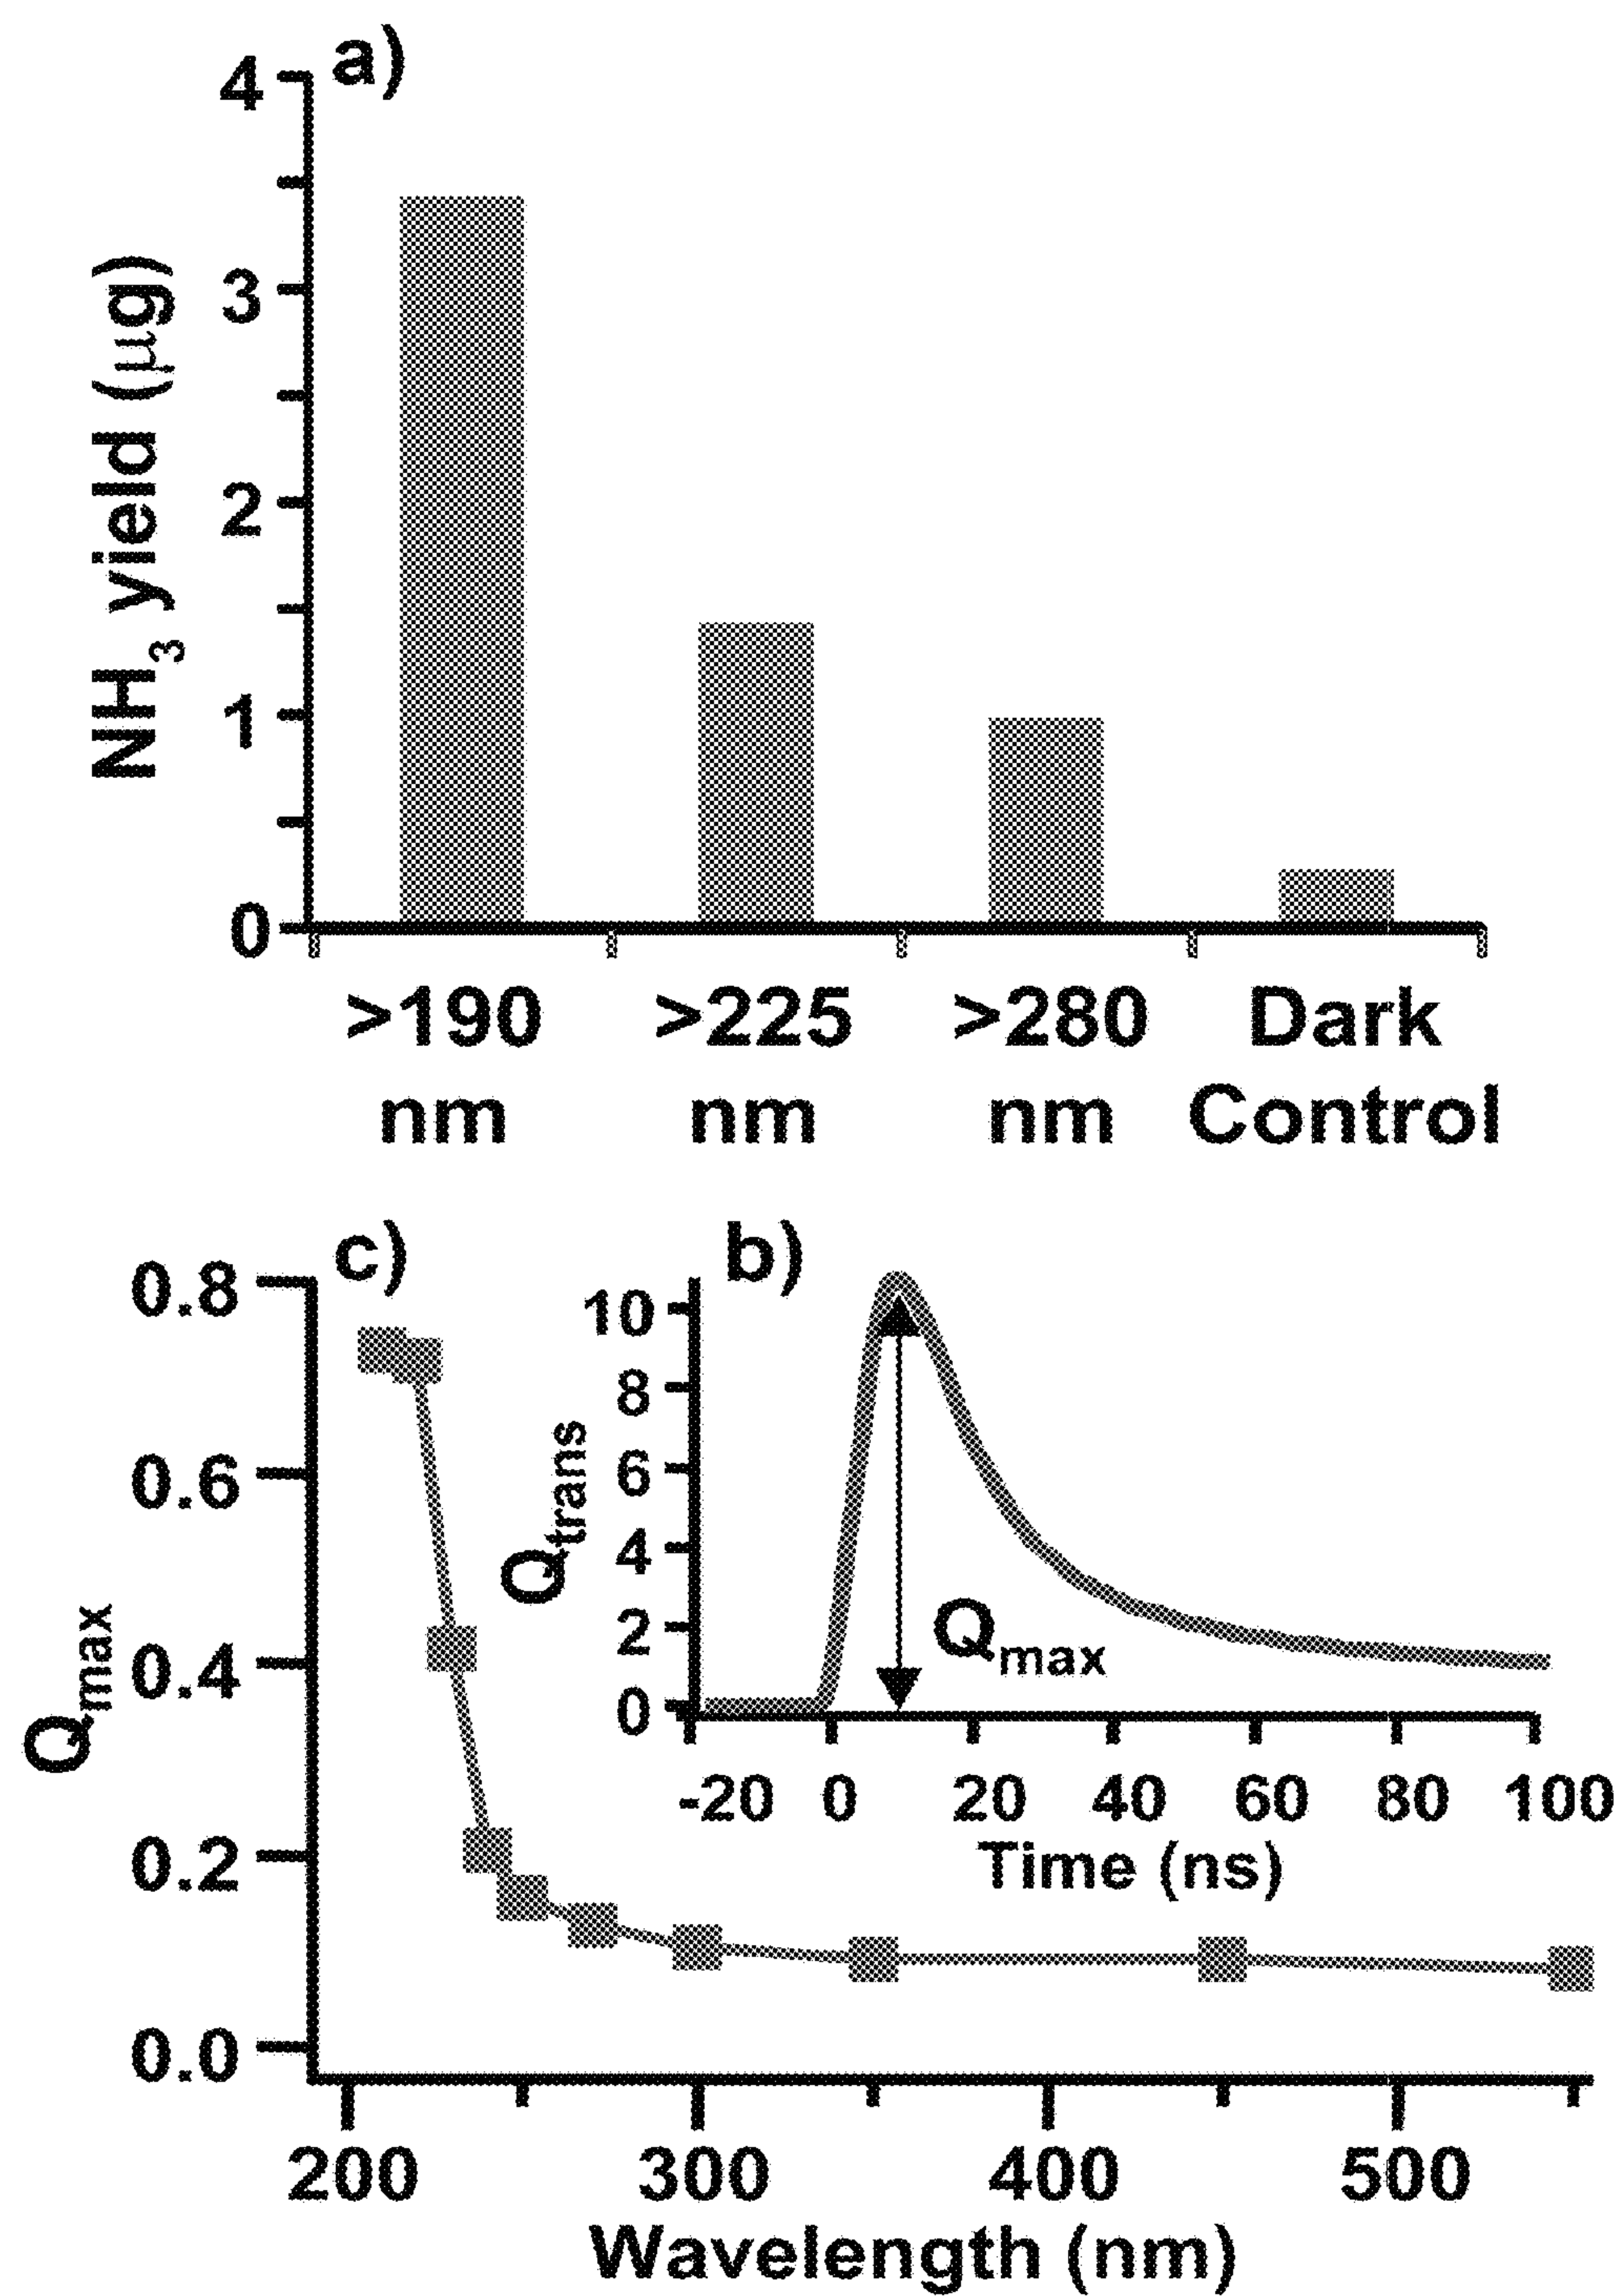 a)
4
3
2
1
0
NH3 yield (μg)
>190 nm
>225 nm
>280 nm
Dark Control
c)
0.8
0.6
0.4
0.2
0.0
Qmax
200 300 400 500
Wavelength (nm)
b)
10
8
6
4
2
0
Qtrans
Qmax
-20 0 20 40 60 80 100
Time (ns)